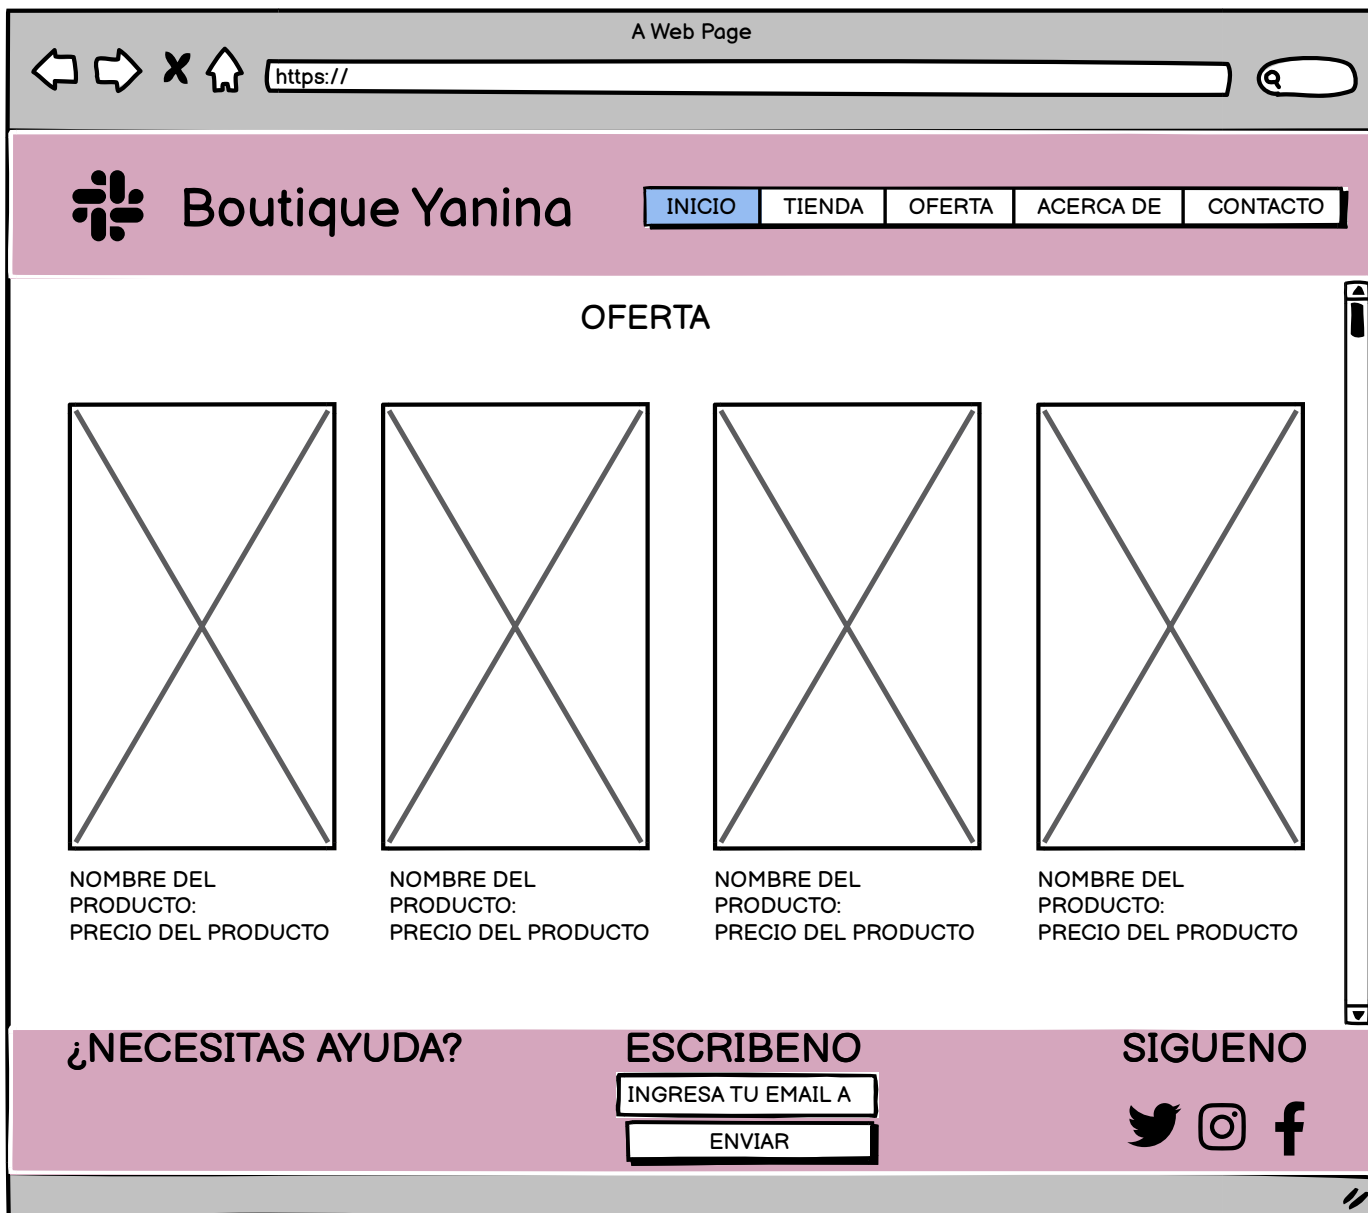 A Web Page
https://
Boutique Yanina
INICIO TIENDA OFERTA ACERCA DE CONTACTO
OFERTA
NOMBRE DEL
PRODUCTO:
PRECIO DEL PRODUCTO
NOMBRE DEL
PRODUCTO:
PRECIO DEL PRODUCTO
NOMBRE DEL
PRODUCTO:
PRECIO DEL PRODUCTO
NOMBRE DEL
PRODUCTO:
PRECIO DEL PRODUCTO
¿NECESITAS AYUDA?
ESCRIBENO
INGRESA TU EMAIL A
ENVIAR
SIGUENO